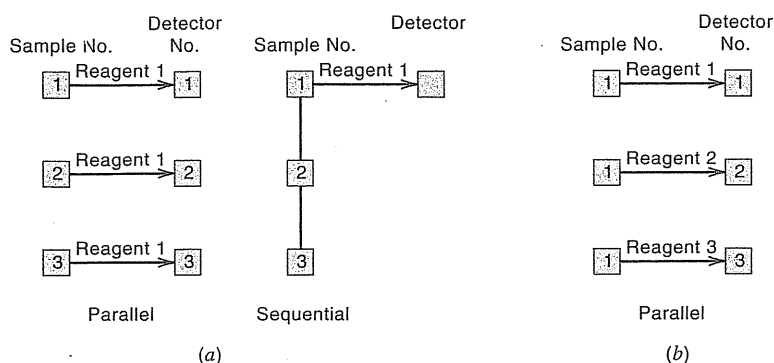 Detector
Sample No. No.
Reagent 1
1 1
Reagent 1
2 2
Reagent 1
3 3
Parallel
Detector
Sample No.
Reagent 1
1
2
3
Sequential
(a)
Detector
Sample No. No.
Reagent 1
1 1
Reagent 2
1 2
Reagent 3
1 3
Parallel
(b)